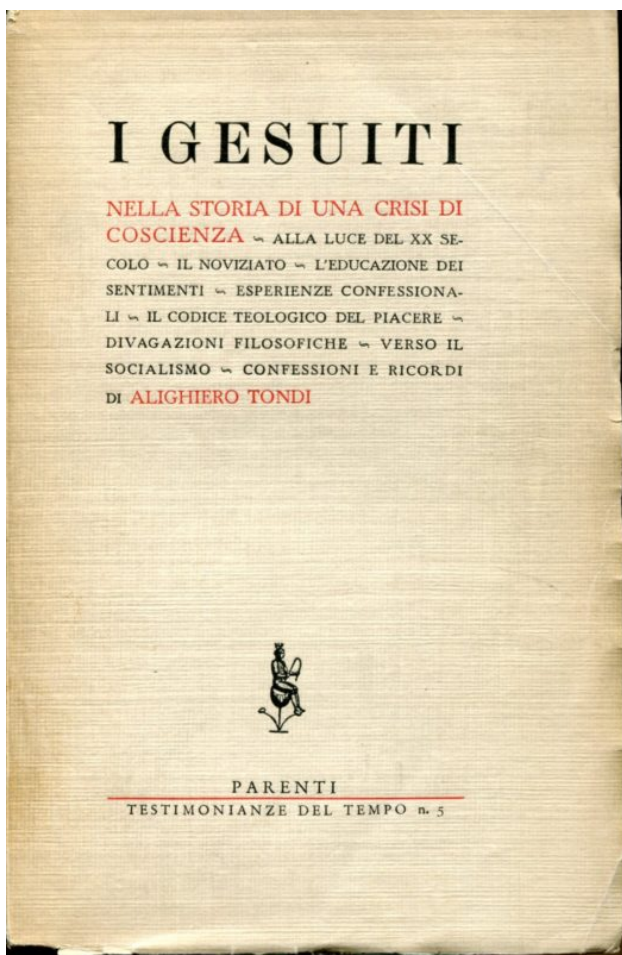 I GESUITI
NELLA STORIA DI UNA CRISI DI
COSCIENZA ~ ALLA LUCE DEL XX SE-
COLO ~ IL NOVIZIATO ~ L'EDUCAZIONE DEI
SENTIMENTI ~ ESPERIENZE CONFESSIONA-
LI ~ IL CODICE TEOLOGICO DEL PIACERE ~
DIVAGAZIONI FILOSOFICHE ~ VERSO IL
SOCIALISMO ~ CONFESSIONI E RICORDI
DI ALIGHIERO TONDI
PARENTI
TESTIMONIANZE DEL TEMPO n. 5